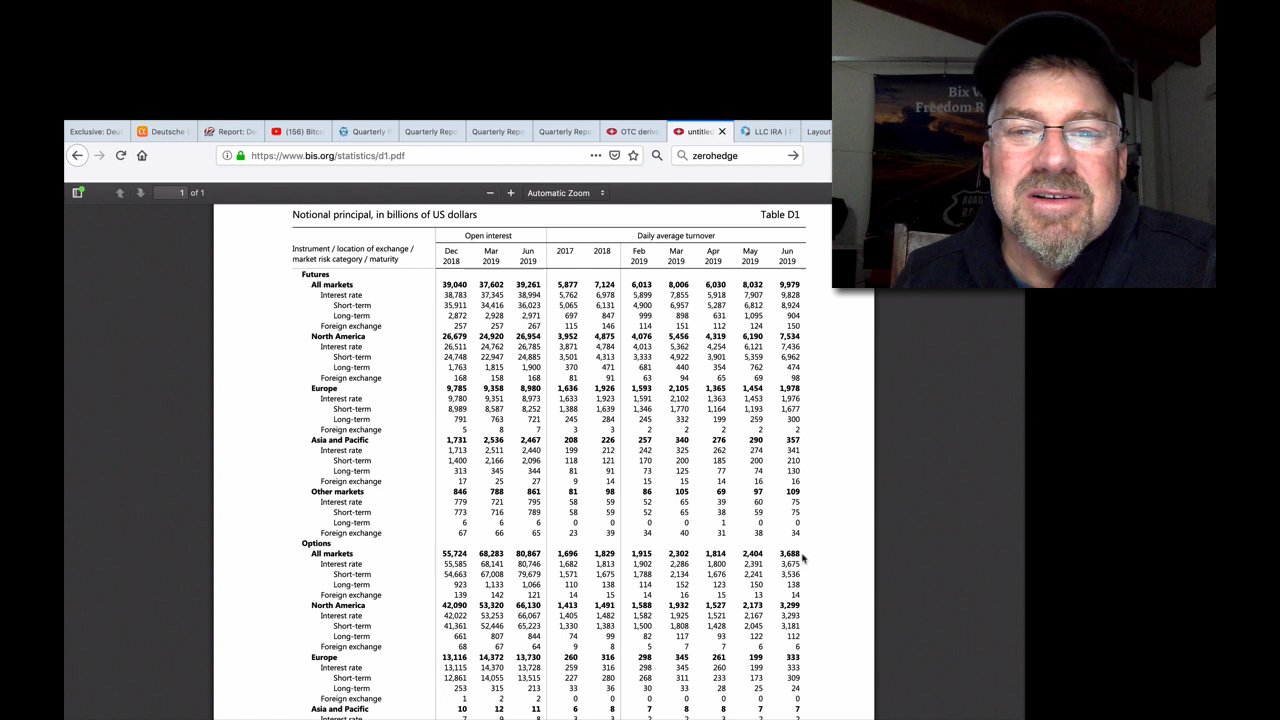 Bix W
Freedom R
Exclusive: Deut
Deutsche B
Report: De
(156) Bitco
Quarterly R
Quarterly Repo
Quarterly Repo
Quarterly Repo
OTC deriva
untitled
LLC IRA | R
Layout
https://www.bis.org/statistics/d1.pdf
zerohedge
1 of 1
Automatic Zoom
Notional principal, in billions of US dollars Table D1
Open interest Daily average turnover
Instrument / location of exchange / market risk category / maturity
Dec 2018 Mar 2019 Jun 2019 2017 2018 Feb 2019 Mar 2019 Apr 2019 May 2019 Jun 2019
Futures
All markets 39,040 37,602 39,261 5,877 7,124 6,013 8,006 6,030 8,032 9,979
Interest rate 38,783 37,345 38,994 5,762 6,978 5,899 7,855 5,918 7,907 9,828
Short-term 35,911 34,416 36,023 5,065 6,131 4,900 6,957 5,287 6,812 8,924
Long-term 2,872 2,928 2,971 697 847 999 898 631 1,095 904
Foreign exchange 257 257 267 115 146 114 151 112 124 150
North America 26,679 24,920 26,954 3,952 4,875 4,076 5,456 4,319 6,190 7,534
Interest rate 26,511 24,762 26,785 3,871 4,784 4,013 5,362 4,254 6,121 7,436
Short-term 24,748 22,947 24,885 3,501 4,313 3,333 4,922 3,901 5,359 6,962
Long-term 1,763 1,815 1,900 370 471 681 440 354 762 474
Foreign exchange 168 158 168 81 91 63 94 65 69 98
Europe 9,785 9,358 8,980 1,636 1,926 1,593 2,105 1,365 1,454 1,978
Interest rate 9,780 9,351 8,973 1,633 1,923 1,591 2,102 1,363 1,453 1,976
Short-term 8,989 8,587 8,252 1,388 1,639 1,346 1,770 1,164 1,193 1,677
Long-term 791 763 721 245 284 245 332 199 259 300
Foreign exchange 5 8 7 3 3 2 2 2 2 2
Asia and Pacific 1,731 2,536 2,467 208 226 257 340 276 290 357
Interest rate 1,713 2,511 2,440 199 212 242 325 262 274 341
Short-term 1,400 2,166 2,096 118 121 170 200 185 200 210
Long-term 313 345 344 81 91 73 125 77 74 130
Foreign exchange 17 25 27 9 14 15 15 14 16 16
Other markets 846 788 861 81 98 86 105 69 97 109
Interest rate 779 721 795 58 59 52 65 39 60 75
Short-term 773 716 789 58 59 52 65 38 59 75
Long-term 6 6 6 0 0 0 0 1 0 0
Foreign exchange 67 66 65 23 39 34 40 31 38 34
Options
All markets 55,724 68,283 80,867 1,696 1,829 1,915 2,302 1,814 2,404 3,688
Interest rate 55,585 68,141 80,746 1,682 1,813 1,902 2,286 1,800 2,391 3,675
Short-term 54,663 67,008 79,679 1,571 1,675 1,788 2,134 1,676 2,241 3,536
Long-term 923 1,133 1,066 110 138 114 152 123 150 138
Foreign exchange 139 142 121 14 15 14 16 15 13 14
North America 42,090 53,320 66,130 1,413 1,491 1,588 1,932 1,527 2,173 3,299
Interest rate 42,022 53,253 66,067 1,405 1,482 1,582 1,925 1,521 2,167 3,293
Short-term 41,361 52,446 65,223 1,330 1,383 1,500 1,808 1,428 2,045 3,181
Long-term 661 807 844 74 99 82 117 93 122 112
Foreign exchange 68 67 64 9 8 5 7 7 6 6
Europe 13,116 14,372 13,730 260 316 298 345 261 199 333
Interest rate 13,115 14,370 13,728 259 316 298 345 260 199 333
Short-term 12,861 14,055 13,515 227 280 268 311 233 173 309
Long-term 253 315 213 33 36 30 33 28 25 24
Foreign exchange 1 2 2 0 0 0 0 0 0 0
Asia and Pacific 10 12 11 6 8 7 8 8 7 7